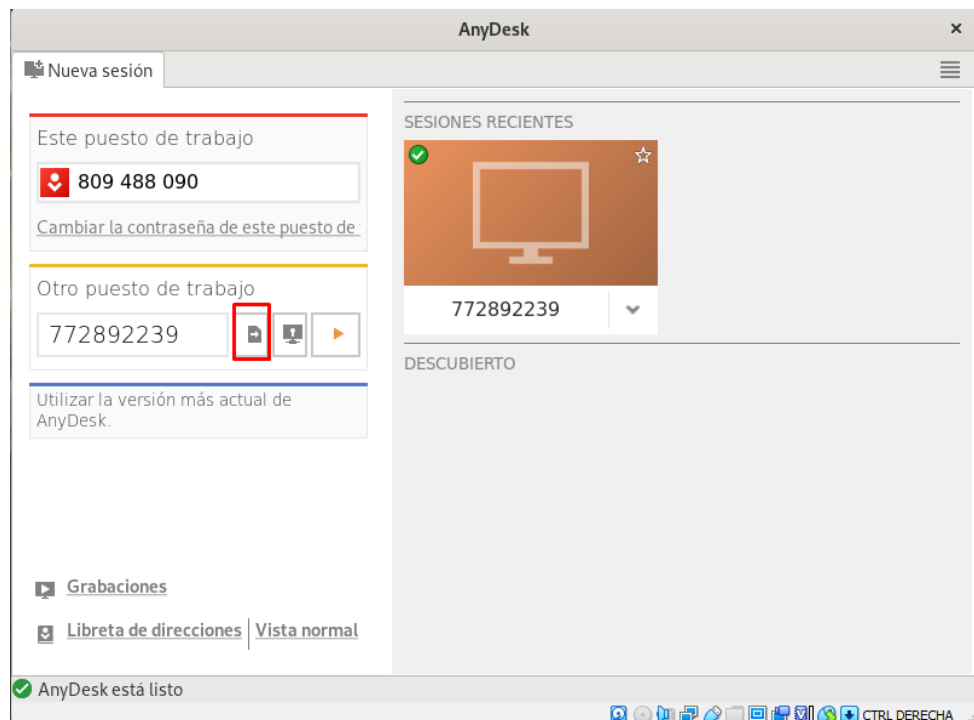 AnyDesk
Nueva sesión
Este puesto de trabajo
809 488 090
Cambiar la contraseña de este puesto de
Otro puesto de trabajo
772892239
Utilizar la versión más actual de
AnyDesk.
Grabaciones
Libreta de direcciones
Vista normal
SESIONES RECIENTES
772892239
DESCUBIERTO
AnyDesk está listo
CTRL DERECHA